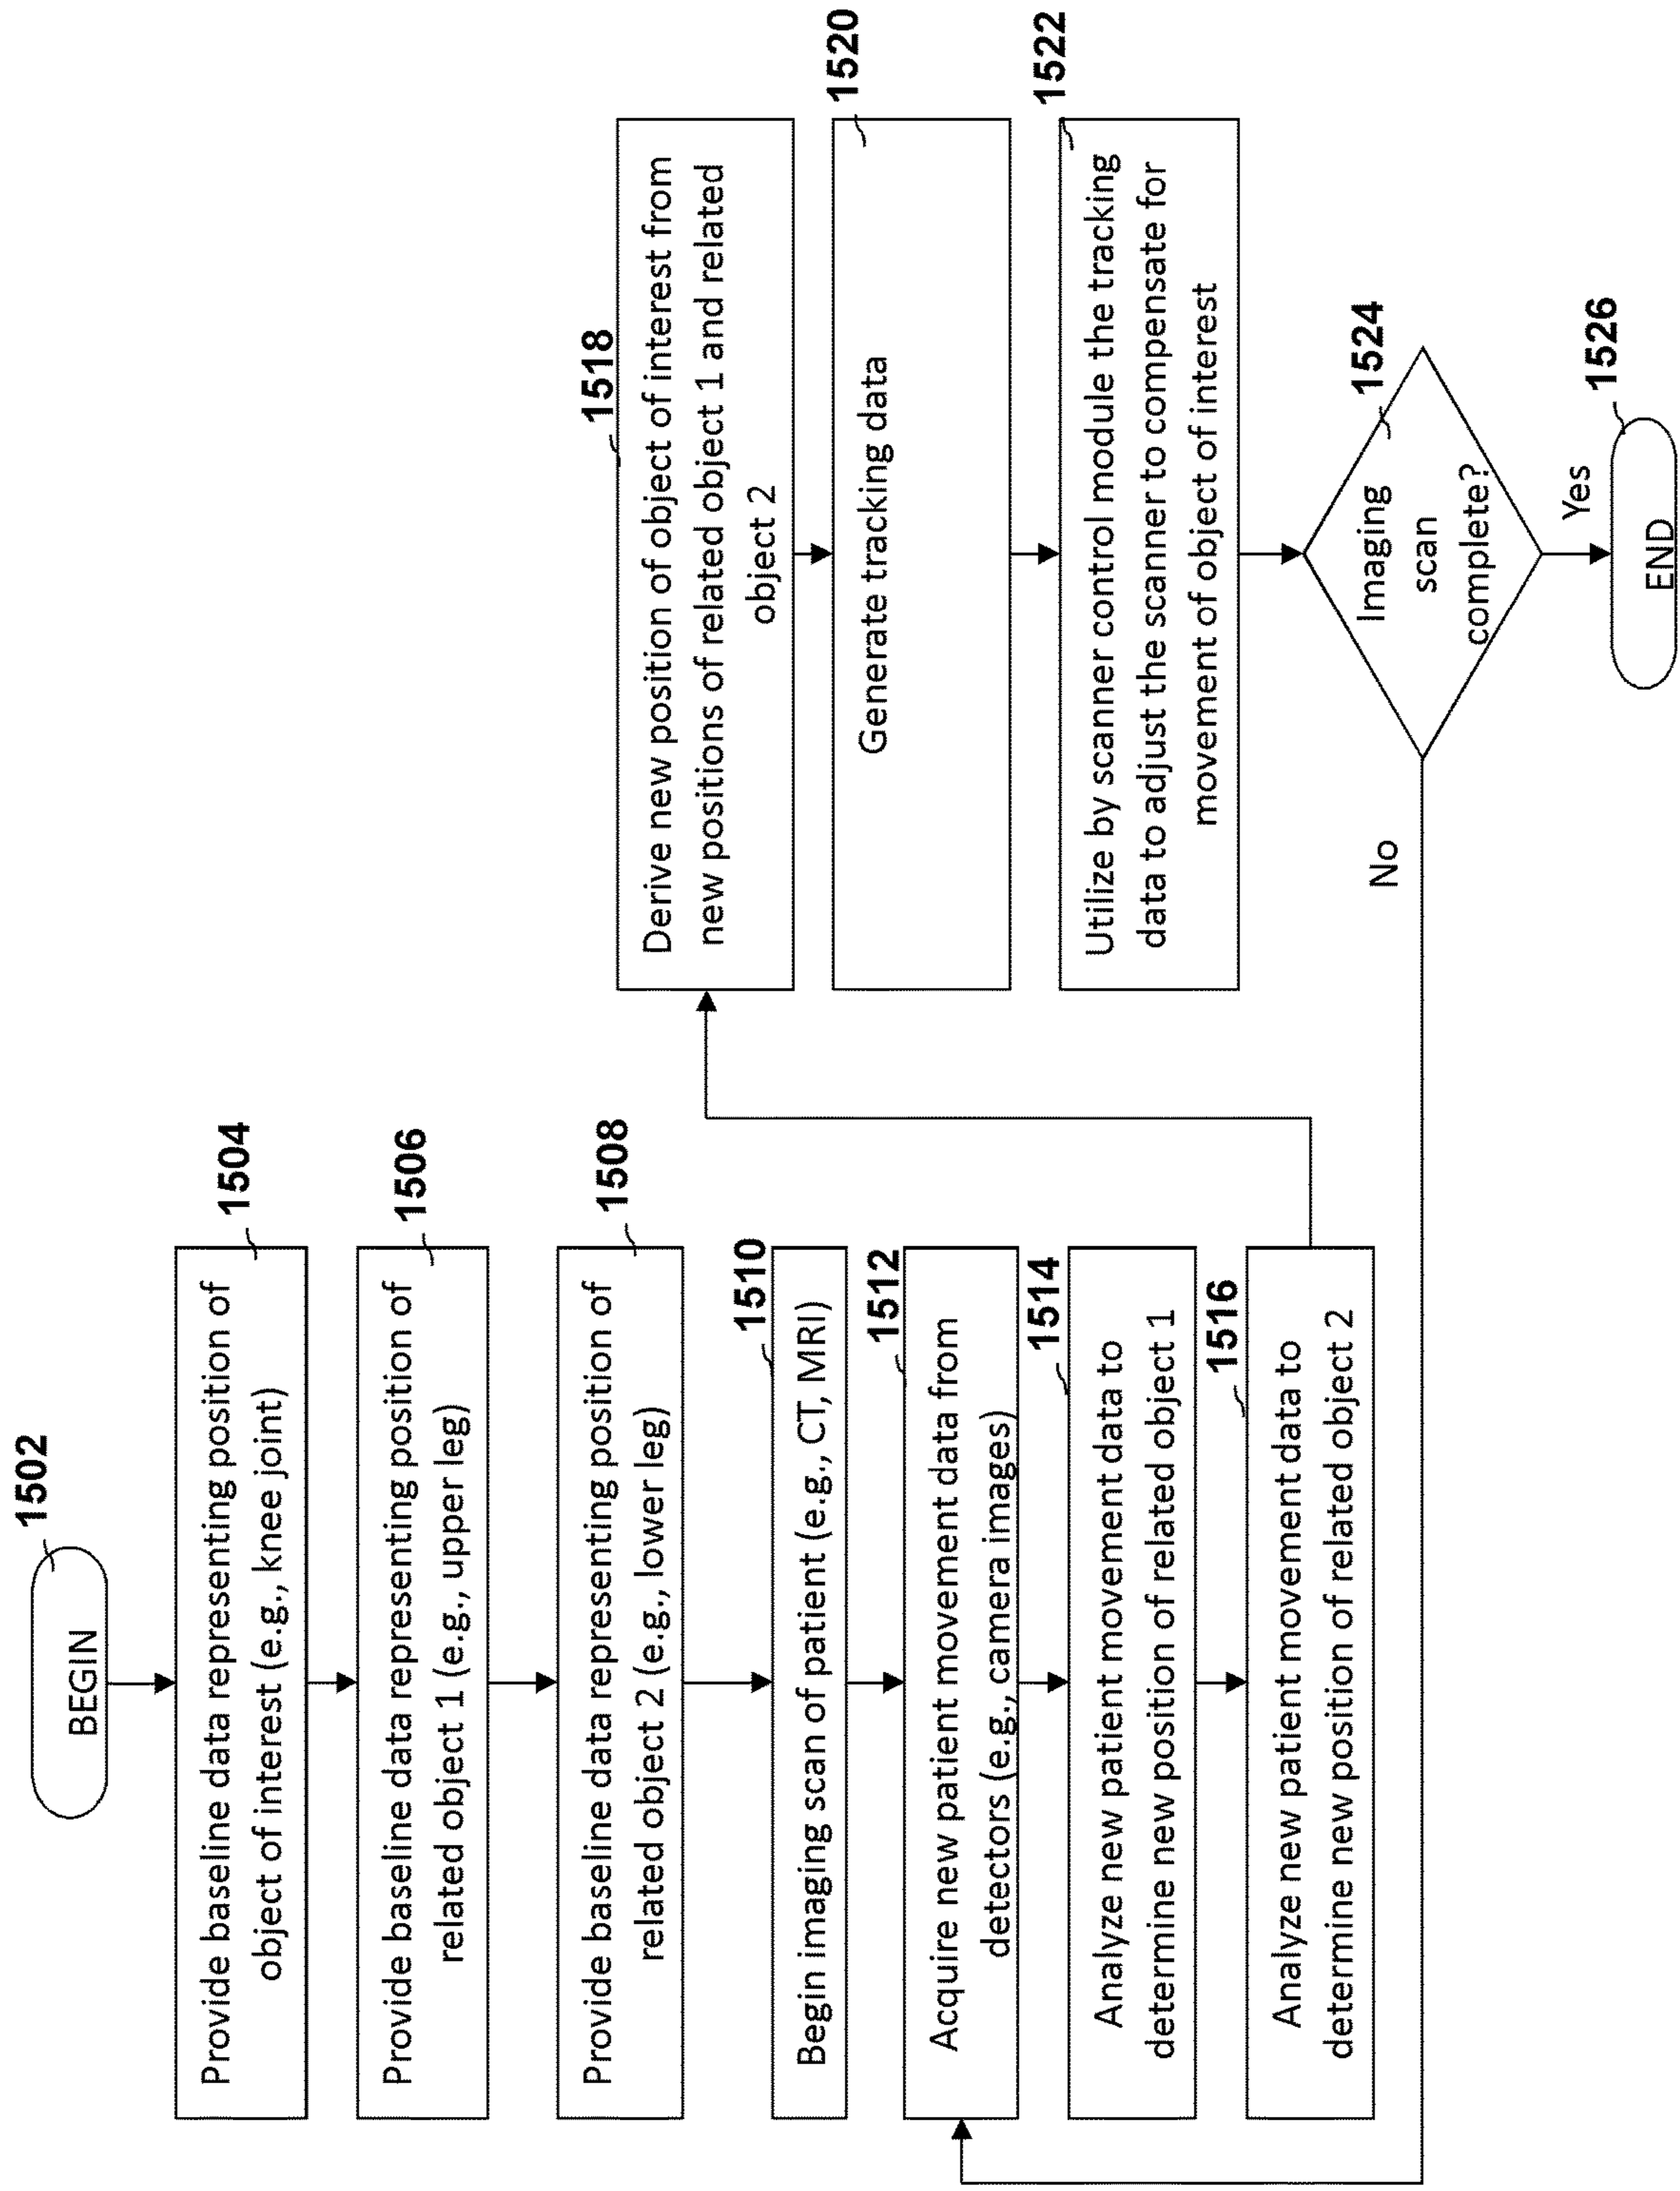 1502
BEGIN
1504
Provide baseline data representing position of
object of interest (e.g., knee joint)
1506
Provide baseline data representing position of
related object 1 (e.g., upper leg)
1508
Provide baseline data representing position of
related object 2 (e.g., lower leg)
1510
Begin imaging scan of patient (e.g., CT, MRI)
1512
Acquire new patient movement data from
detectors (e.g., camera images)
1514
Analyze new patient movement data to
determine new position of related object 1
1516
Analyze new patient movement data to
determine new position of related object 2
1518
Derive new position of object of interest from
new positions of related object 1 and related
object 2
1520
Generate tracking data
1522
Utilize by scanner control module the tracking
data to adjust the scanner to compensate for
movement of object of interest
1524
Imaging
scan
complete?
No
Yes
1526
END